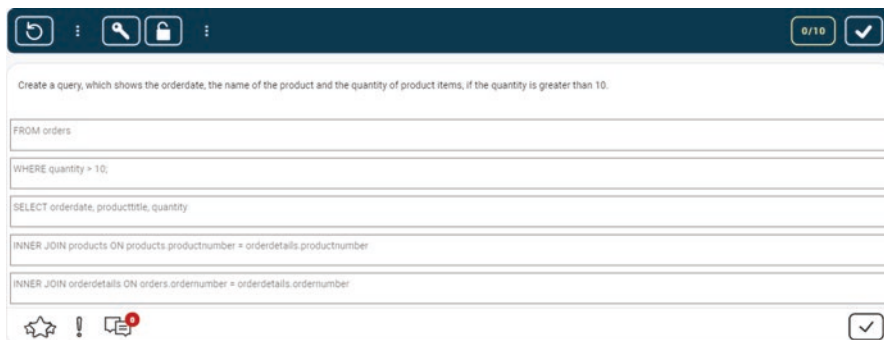 0/10
Create a query, which shows the orderdate, the name of the product and the quantity of product items, if the quantity is greater than 10.
FROM orders
WHERE quantity > 10;
SELECT orderdate, producttitle, quantity
INNER JOIN products ON products.productnumber = orderdetails.productnumber
INNER JOIN orderdetails ON orders.ordernumber = orderdetails.ordernumber
0